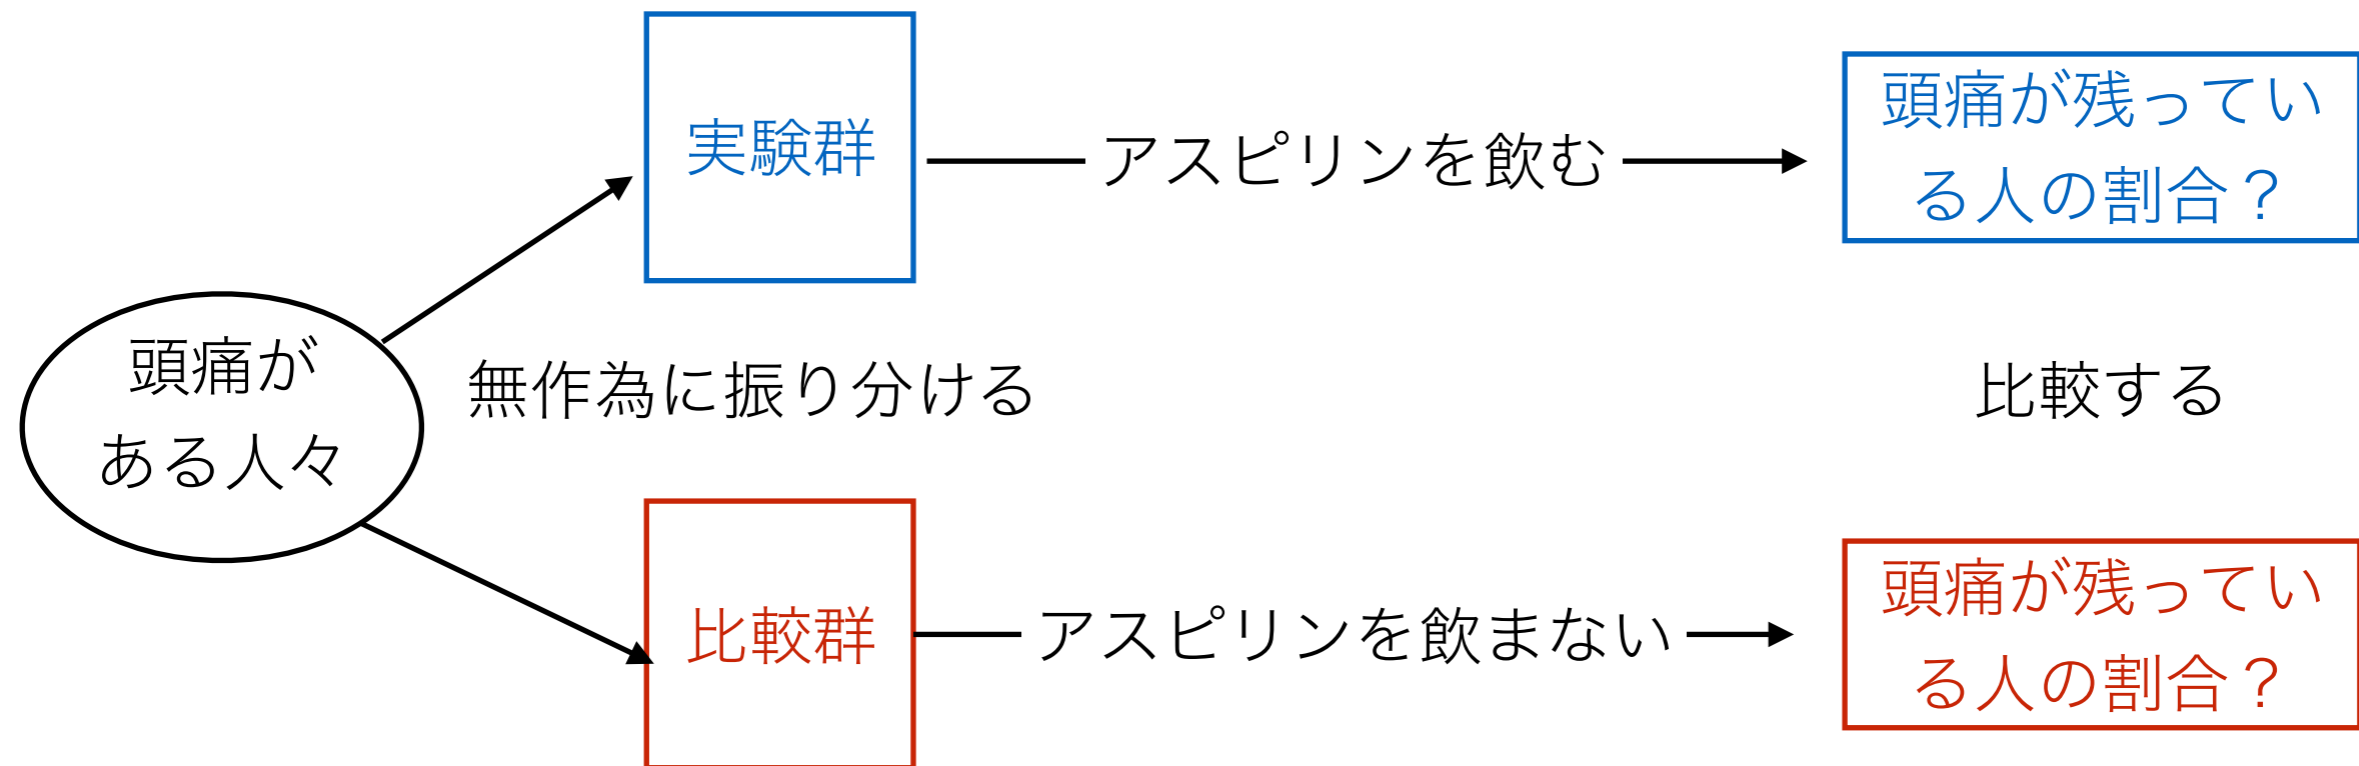 頭痛が
ある人々
無作為に振り分ける
実験群
アスピリンを飲む
頭痛が残ってい
る人の割合？
比較群
アスピリンを飲まない
頭痛が残ってい
る人の割合？
比較する